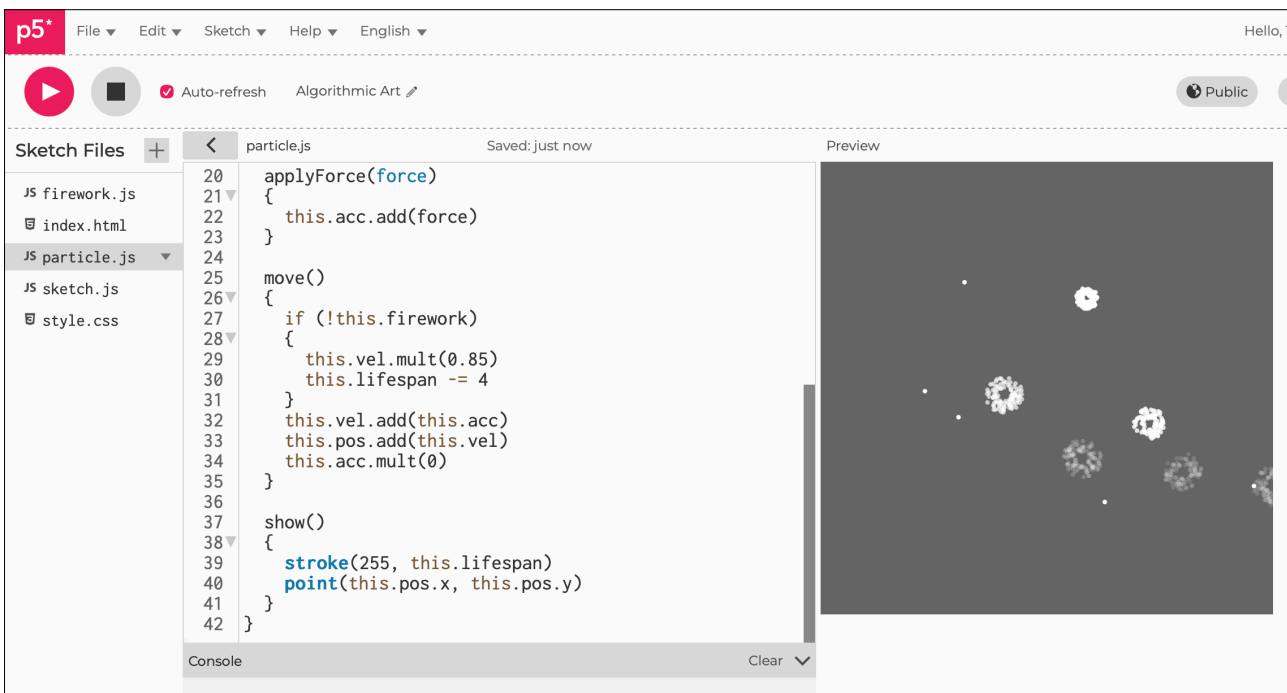 p5* File Edit Sketch Help English Hello,
Auto-refresh Algorithmic Art Public
Sketch Files + < particle.js Saved: just now Preview
JS firework.js
index.html
JS particle.js
JS sketch.js
style.css
20 applyForce(force)
21 {
22 this.acc.add(force)
23 }
24
25 move()
26 {
27 if (!this.firework)
28 {
29 this.vel.mult(0.85)
30 this.lifespan -= 4
31 }
32 this.vel.add(this.acc)
33 this.pos.add(this.vel)
34 this.acc.mult(0)
35 }
36
37 show()
38 {
39 stroke(255, this.lifespan)
40 point(this.pos.x, this.pos.y)
41 }
42 }
Console Clear